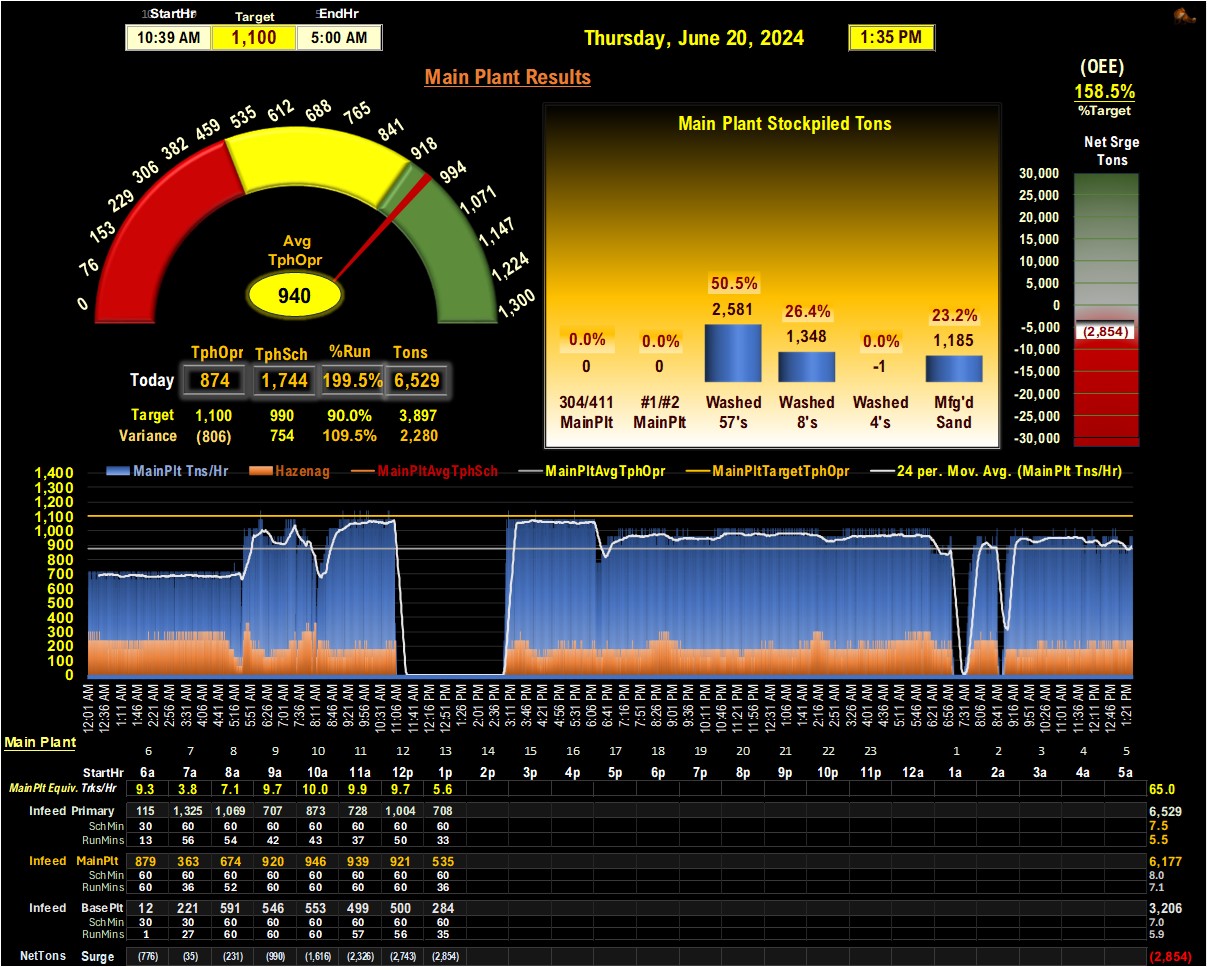 StartHr Target EndHr
10:39 AM 1,100 5:00 AM
Thursday, June 20, 2024 1:35 PM
Main Plant Results
(OEE)
158.5%
%Target
0 76 153 229 306 382 459 535 612 688 765 841 918 994 1,071 1,147 1,224 1,300
Avg
TphOpr
940
TphOpr TphSch %Run Tons
Today 874 1,744 199.5% 6,529
Target 1,100 990 90.0% 3,897
Variance (806) 754 109.5% 2,280
Main Plant Stockpiled Tons
0.0% 0.0% 50.5% 26.4% 0.0% 23.2%
0 0 2,581 1,348 -1 1,185
304/411 #1/#2 Washed Washed Washed Mfg'd
MainPlt MainPlt 57's 8's 4's Sand
Net Srge
Tons
30,000
25,000
20,000
15,000
10,000
5,000
0
-5,000
(2,854)
-10,000
-15,000
-20,000
-25,000
-30,000
MainPlt Tns/Hr Hazenag MainPltAvgTphSch MainPltAvgTphOpr MainPltTargetTphOpr 24 per. Mov. Avg. (MainPlt Tns/Hr)
1,400
1,300
1,200
1,100
1,000
900
800
700
600
500
400
300
200
100
0
12:01 AM 12:36 AM 1:11 AM 1:46 AM 2:21 AM 2:56 AM 3:31 AM 4:06 AM 4:41 AM 5:16 AM 5:51 AM 6:26 AM 7:01 AM 7:36 AM 8:11 AM 8:46 AM 9:21 AM 9:56 AM 10:31 AM 11:06 AM 11:41 AM 12:16 PM 12:51 PM 1:26 PM 2:01 PM 2:36 PM 3:11 PM 3:46 PM 4:21 PM 4:56 PM 5:31 PM 6:06 PM 6:41 PM 7:16 PM 7:51 PM 8:26 PM 9:01 PM 9:36 PM 10:11 PM 10:46 PM 11:21 PM 11:56 PM 12:31 AM 1:06 AM 1:41 AM 2:16 AM 2:51 AM 3:26 AM 4:01 AM 4:36 AM 5:11 AM 5:46 AM 6:21 AM 6:56 AM 7:31 AM 8:06 AM 8:41 AM 9:16 AM 9:51 AM 10:26 AM 11:01 AM 11:36 AM 12:11 PM 12:46 PM 1:21 PM
Main Plant
6 7 8 9 10 11 12 13 14 15 16 17 18 19 20 21 22 23 1 2 3 4 5
StartHr 6a 7a 8a 9a 10a 11a 12p 1p 2p 3p 4p 5p 6p 7p 8p 9p 10p 11p 12a 1a 2a 3a 4a 5a
MainPlt Equiv. Trks/Hr 9.3 3.8 7.1 9.7 10.0 9.9 9.7 5.6 65.0
Infeed Primary 115 1,325 1,069 707 873 728 1,004 708 6,529
SchMin 30 60 60 60 60 60 60 60 7.5
RunMins 13 56 54 42 43 37 50 33 5.5
Infeed MainPlt 879 363 674 920 946 939 921 535 6,177
SchMin 60 60 60 60 60 60 60 60 8.0
RunMins 60 36 52 60 60 60 60 36 7.1
Infeed BasePlt 12 221 591 546 553 499 500 284 3,206
SchMin 30 30 60 60 60 60 60 60 7.0
RunMins 1 27 60 60 60 57 56 35 5.9
NetTons Surge (776) (35) (231) (990) (1,616) (2,326) (2,743) (2,854) (2,854)